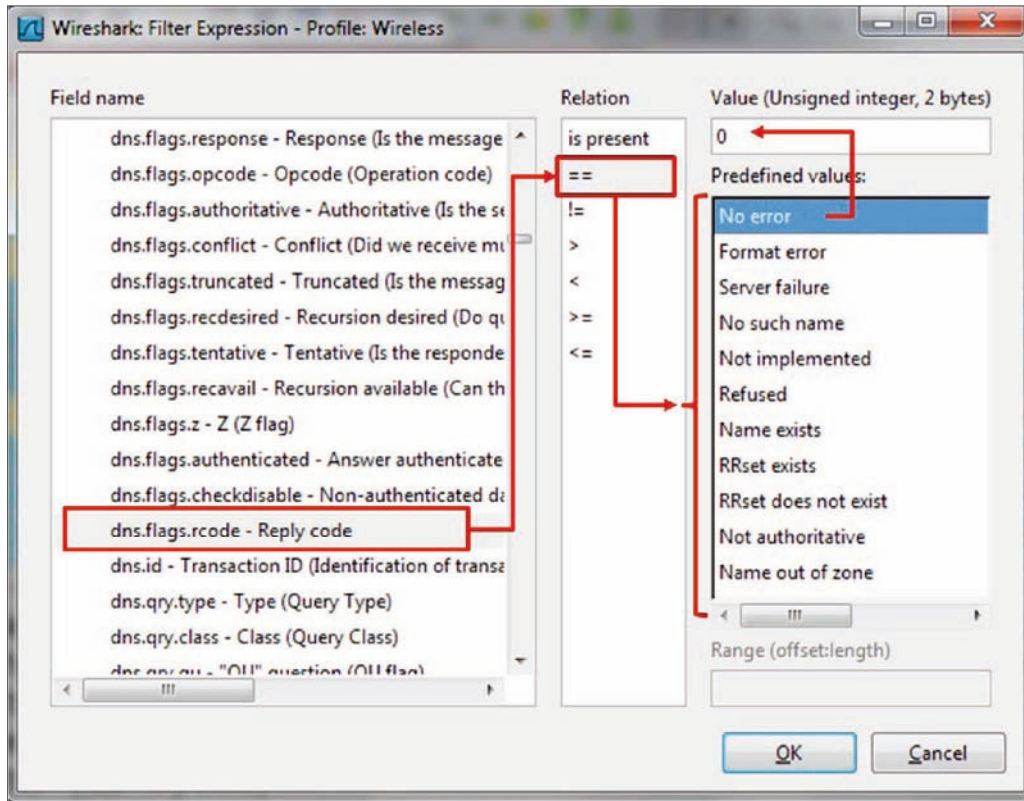 Wireshark: Filter Expression - Profile: Wireless
Field name
dns.flags.response - Response (Is the message
dns.flags.opcode - Opcode (Operation code)
dns.flags.authoritative - Authoritative (Is the se
dns.flags.conflict - Conflict (Did we receive mu
dns.flags.truncated - Truncated (Is the messag
dns.flags.recdesired - Recursion desired (Do qu
dns.flags.tentative - Tentative (Is the responde
dns.flags.recavail - Recursion available (Can th
dns.flags.z - Z (Z flag)
dns.flags.authenticated - Answer authenticate
dns.flags.checkdisable - Non-authenticated da
dns.flags.rcode - Reply code
dns.id - Transaction ID (Identification of transa
dns.qry.type - Type (Query Type)
dns.qry.class - Class (Query Class)
dns.qry.qu - "QU" question (QU flag)
Relation
is present
==
!=
>
<
>=
<=
Value (Unsigned integer, 2 bytes)
0
Predefined values:
No error
Format error
Server failure
No such name
Not implemented
Refused
Name exists
RRset exists
RRset does not exist
Not authoritative
Name out of zone
Range (offset:length)
OK
Cancel